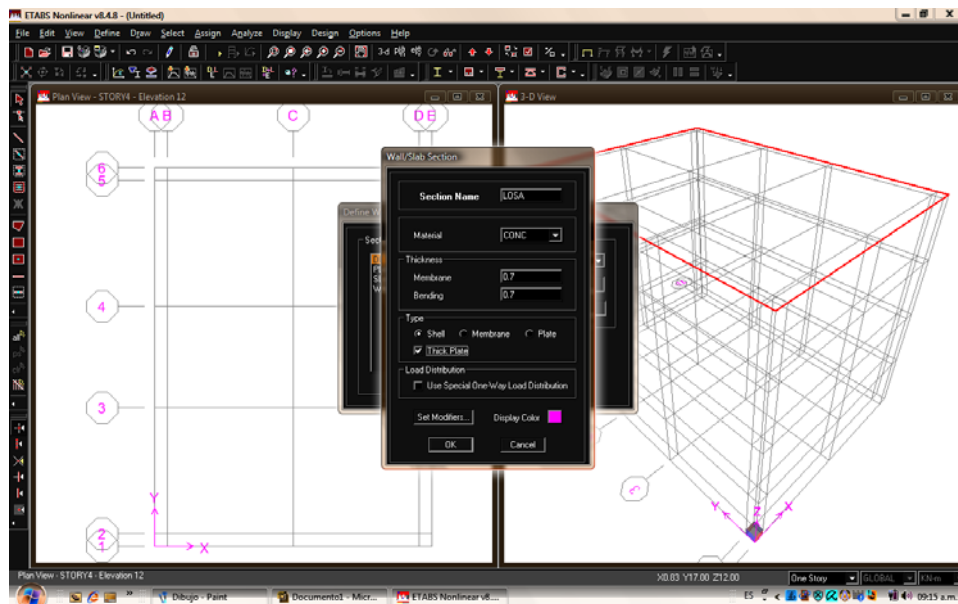 ETABS Nonlinear v8.4.8 - (Untitled)
File Edit View Define Draw Select Assign Analyze Display Design Options Help
3-d
Plan View - STORY4 - Elevation 12
3-D View
A B C D E
6
5
4
3
2
1
Y
X
Wall/Slab Section
Define W
Section Name LOSA
Material CONC
Thickness
Membrane 0.7
Bending 0.7
Type
Shell Membrane Plate
Thick Plate
Load Distribution
Use Special One-Way Load Distribution
Set Modifiers... Display Color
OK Cancel
Y Z X
Plan View - STORY4 - Elevation 12
X0.83 Y17.00 Z12.00
One Story
GLOBAL
KN-m
Dibujo - Paint
Documento1 - Micr...
ETABS Nonlinear v8....
ES
09:15 a.m.